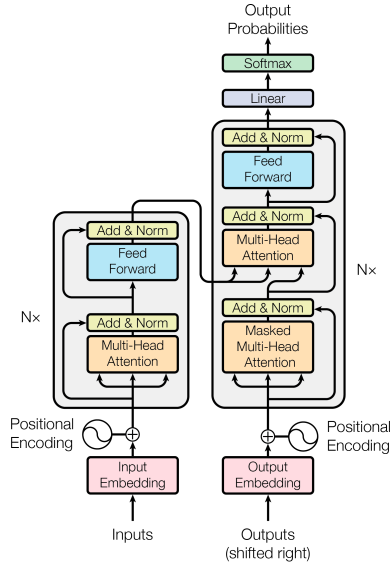 Output
Probabilities
Softmax
Linear
Add & Norm
Feed
Forward
Add & Norm
Multi-Head
Attention
Add & Norm
Masked
Multi-Head
Attention
N×
Add & Norm
Feed
Forward
N×
Add & Norm
Multi-Head
Attention
Positional
Encoding
Positional
Encoding
Input
Embedding
Output
Embedding
Inputs
Outputs
(shifted right)